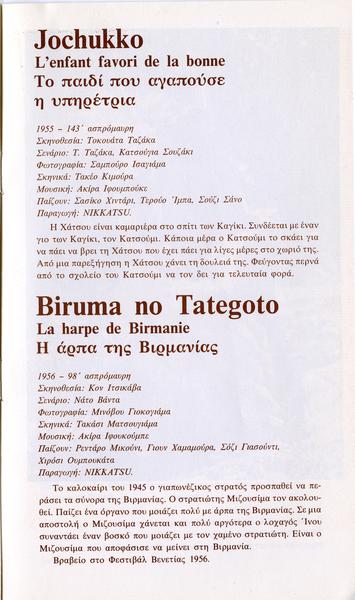 Jochukko
L'enfant favori de la bonne
Το παιδί που αγαπούσε
η υπηρέτρια
1955 – 143΄ ασπρόμαυρη
Σκηνοθεσία: Τοκουάτα Ταζάκα
Σενάριο: Τ. Ταζάκα, Κατσούγια Σουζάκι
Φωτογραφία: Σαμπούρο Ισαγιάμα
Σκηνικά: Τακέο Κιμούρα
Μουσική: Ακίρα Ιφουμπούκε
Παίζουν: Σασίκο Χιντάρι, Τερούο Ίμπα, Σούζι Σάνο
Παραγωγή: NIKKATSU.
Η Χάτσου είναι καμαριέρα στο σπίτι των Καγίκι. Συνδέεται με έναν
γιο των Καγίκι, τον Κατσούμι. Κάποια μέρα ο Κατσούμι το σκάει για
να πάει να βρει τη Χάτσου που έχει πάει για λίγες μέρες στο χωριό της.
Από μια παρεξήγηση η Χάτσου χάνει τη δουλειά της. Φεύγοντας περνά
από το σχολείο του Κατσούμι να τον δει για τελευταία φορά.
Biruma no Tategoto
La harpe de Birmanie
Η άρπα της Βιρμανίας
1956 – 98΄ ασπρόμαυρη
Σκηνοθεσία: Κον Ιτσικάβα
Σενάριο: Νάτο Βάντα
Φωτογραφία: Μινόβου Γιοκογιάμα
Σκηνικά: Τακάσι Ματσουγιάμα
Μουσική: Ακίρα Ιφουκούμπε
Παίζουν: Ρεντάρο Μικούνι, Γιουν Χαμαμούρα, Σόζι Γιασούντι,
Χιρόσι Ουμπουκάτα
Παραγωγή: NIKKATSU.
Το καλοκαίρι του 1945 ο γιαπωνέζικος στρατός προσπαθεί να πε-
ράσει τα σύνορα της Βιρμανίας. Ο στρατιώτης Μιζουσίμα τον ακολου-
θεί. Παίζει ένα όργανο που μοιάζει πολύ με άρπα της Βιρμανίας. Σε μια
αποστολή ο Μιζουσίμα χάνεται και πολύ αργότερα ο λοχαγός Ίνου
συναντάει έναν βοσκό που μοιάζει με τον χαμένο στρατιώτη. Είναι ο
Μιζουσίμα που αποφάσισε να μείνει στη Βιρμανία.
Βραβείο στο Φεστιβάλ Βενετίας 1956.